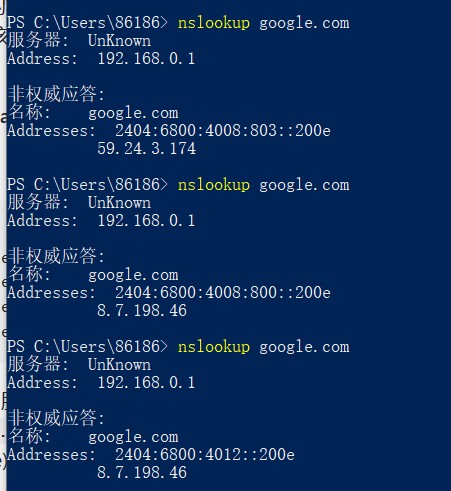 PS C:\Users\86186> nslookup google.com
服务器:  UnKnown
Address:  192.168.0.1
非权威应答:
名称:    google.com
Addresses:  2404:6800:4008:803::200e
59.24.3.174
PS C:\Users\86186> nslookup google.com
服务器:  UnKnown
Address:  192.168.0.1
非权威应答:
名称:    google.com
Addresses:  2404:6800:4008:800::200e
8.7.198.46
PS C:\Users\86186> nslookup google.com
服务器:  UnKnown
Address:  192.168.0.1
非权威应答:
名称:    google.com
Addresses:  2404:6800:4012::200e
8.7.198.46